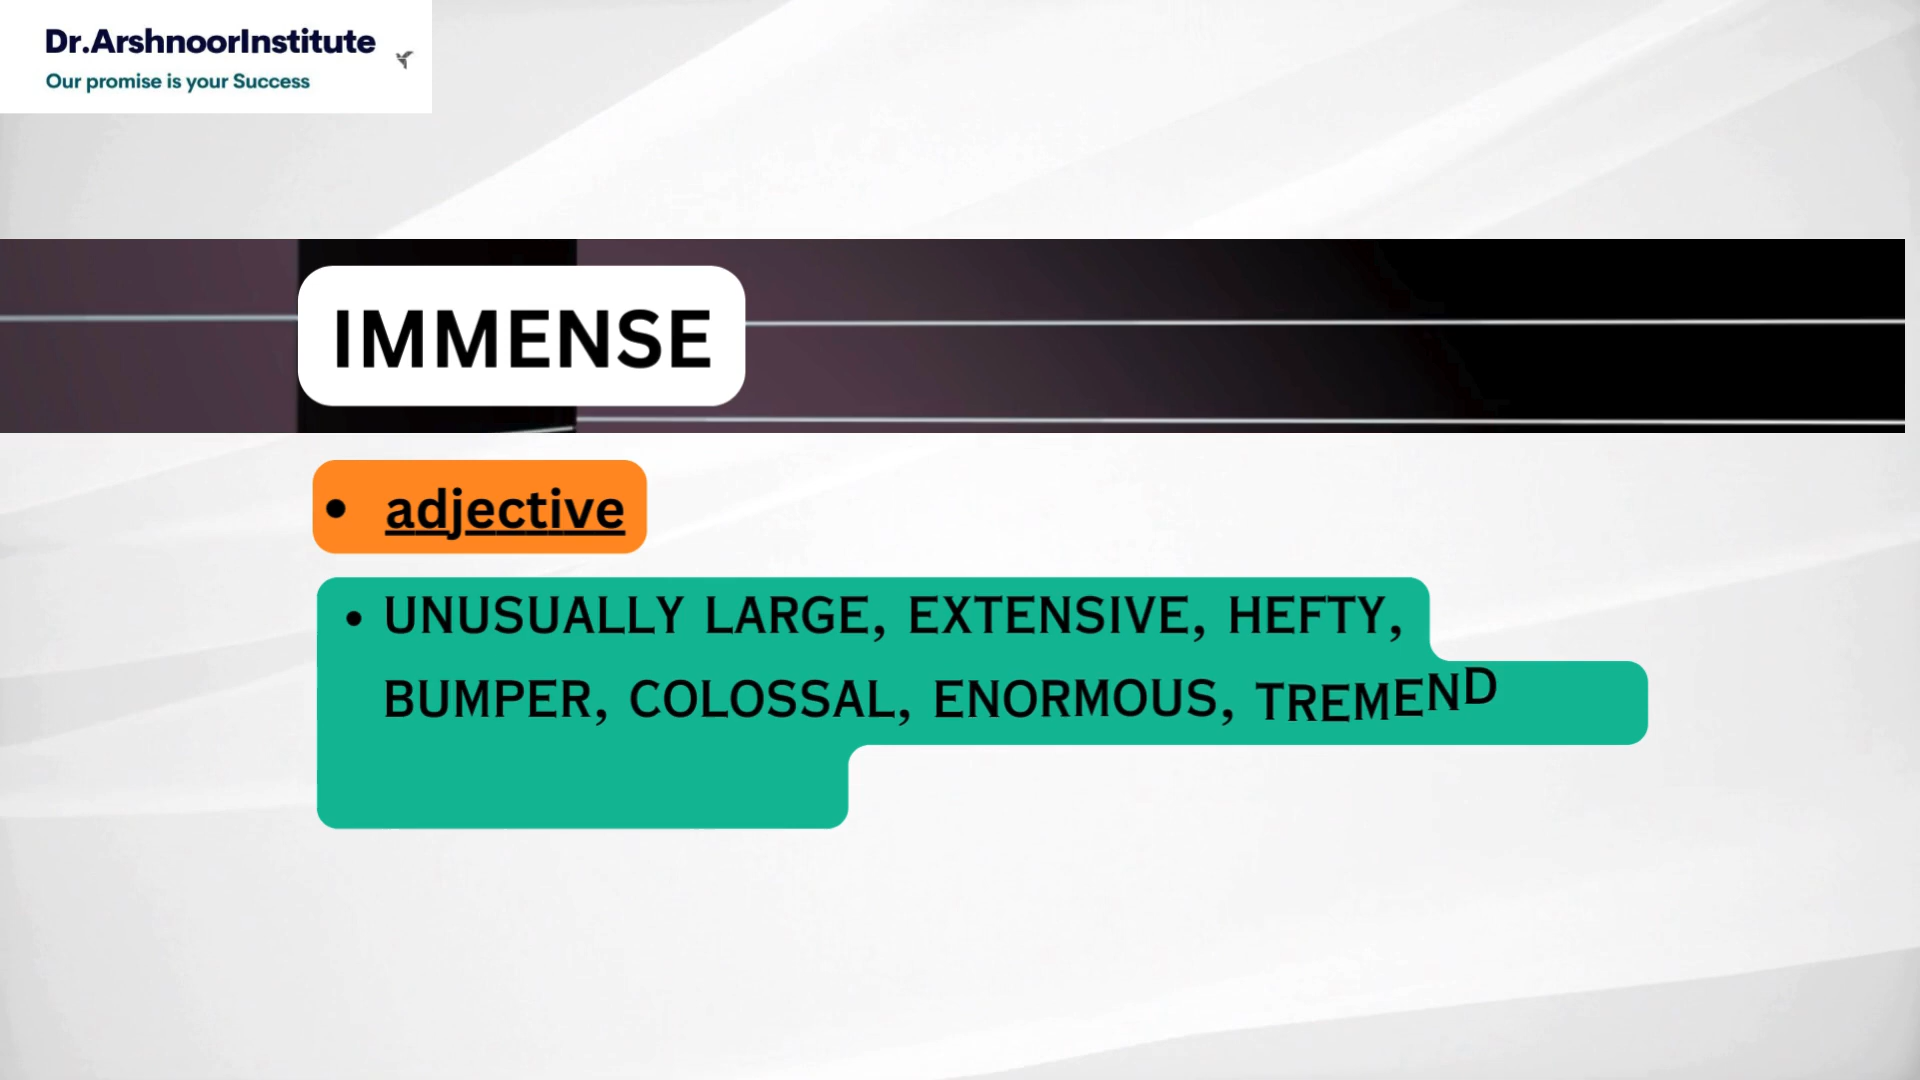 Dr.ArshnoorInstitute
Our promise is your Success
IMMENSE
• adjective
• UNUSUALLY LARGE, EXTENSIVE, HEFTY,
BUMPER, COLOSSAL, ENORMOUS, TREMEND